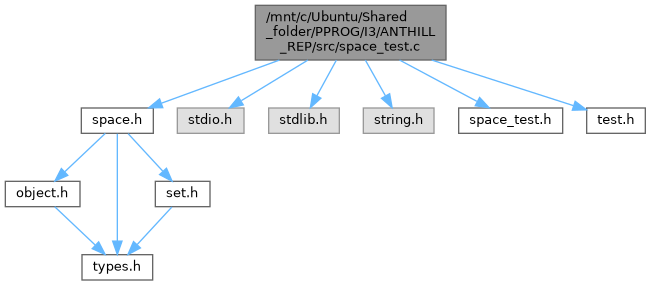 /mnt/c/Ubuntu/Shared
_folder/PPROG/I3/ANTHILL
_REP/src/space_test.c
space.h
stdio.h
stdlib.h
string.h
space_test.h
test.h
object.h
set.h
types.h